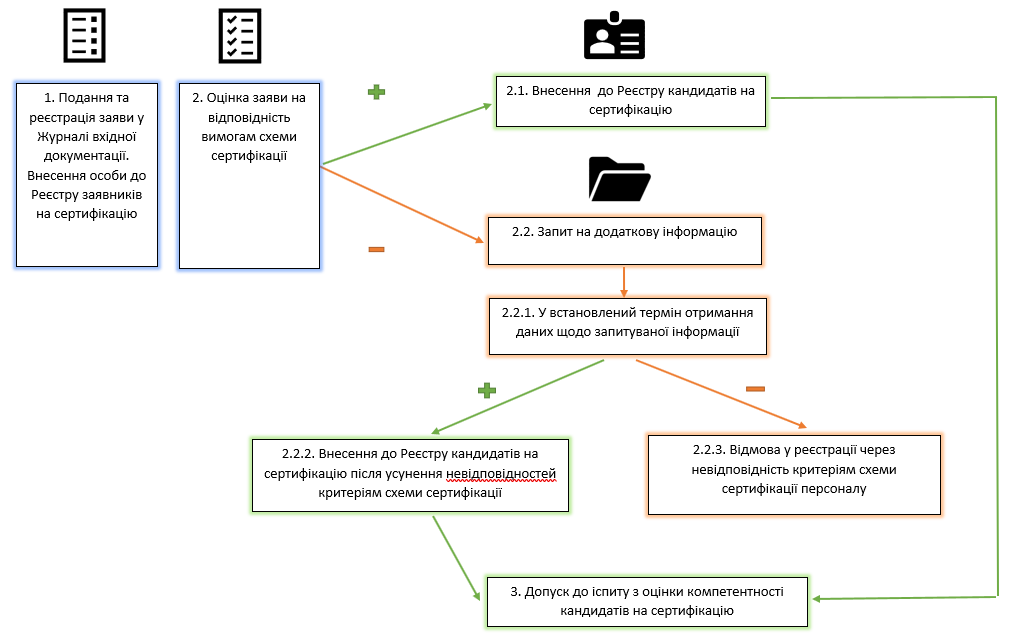 1. Подання та
реєстрація заяви у
Журналі вхідної
документації.
Внесення особи до
Реєстру заявників
на сертифікацію
2. Оцінка заяви на
відповідність
вимогам схеми
сертифікації
2.1. Внесення до Реєстру кандидатів на
сертифікацію
2.2. Запит на додаткову інформацію
2.2.1. У встановлений термін отримання
даних щодо запитуваної інформації
2.2.2. Внесення до Реєстру кандидатів на
сертифікацію після усунення невідповідностей
критеріям схеми сертифікації
2.2.3. Відмова у реєстрації через
невідповідність критеріям схеми
сертифікації персоналу
3. Допуск до іспиту з оцінки компетентності
кандидатів на сертифікацію